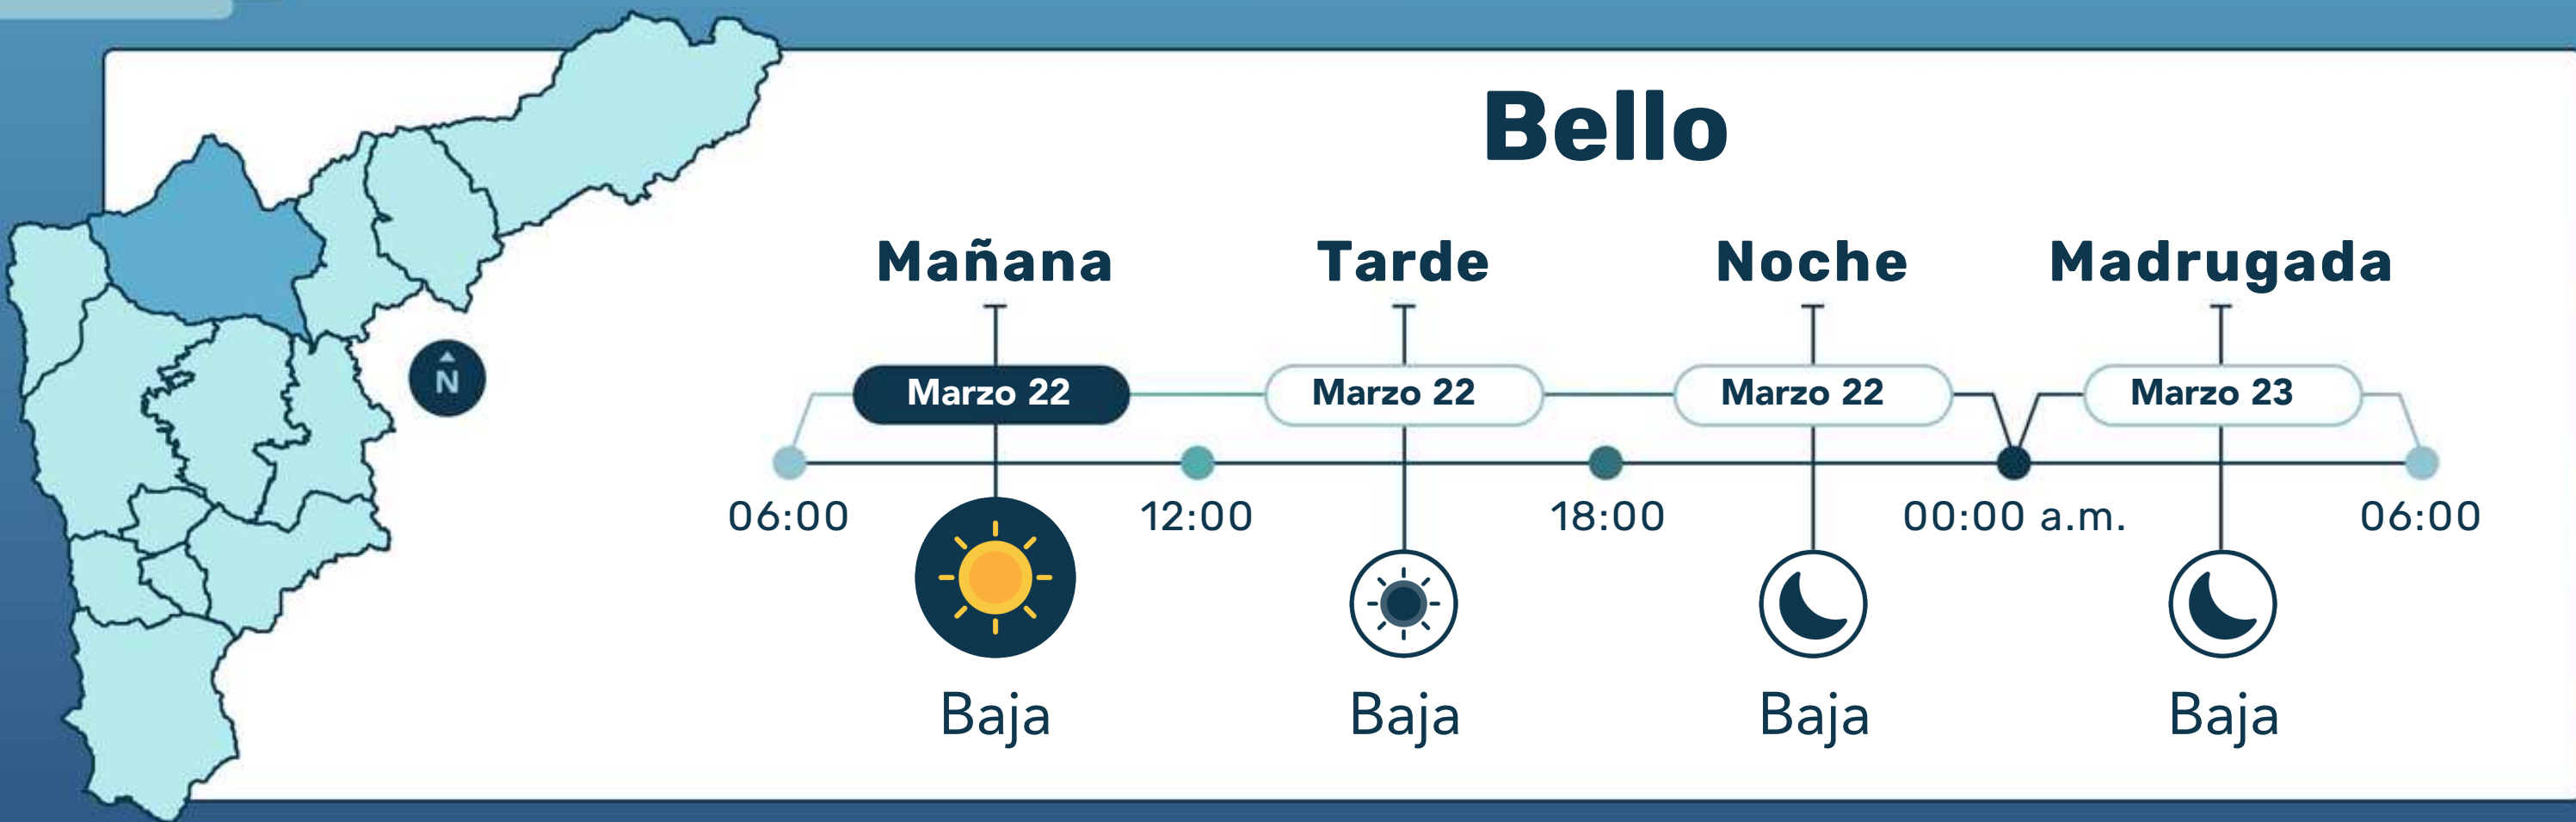 Bello
Mañana Tarde Noche Madrugada
Marzo 22 Marzo 22 Marzo 22 Marzo 23
N
06:00 12:00 18:00 00:00 a.m. 06:00
Baja Baja Baja Baja